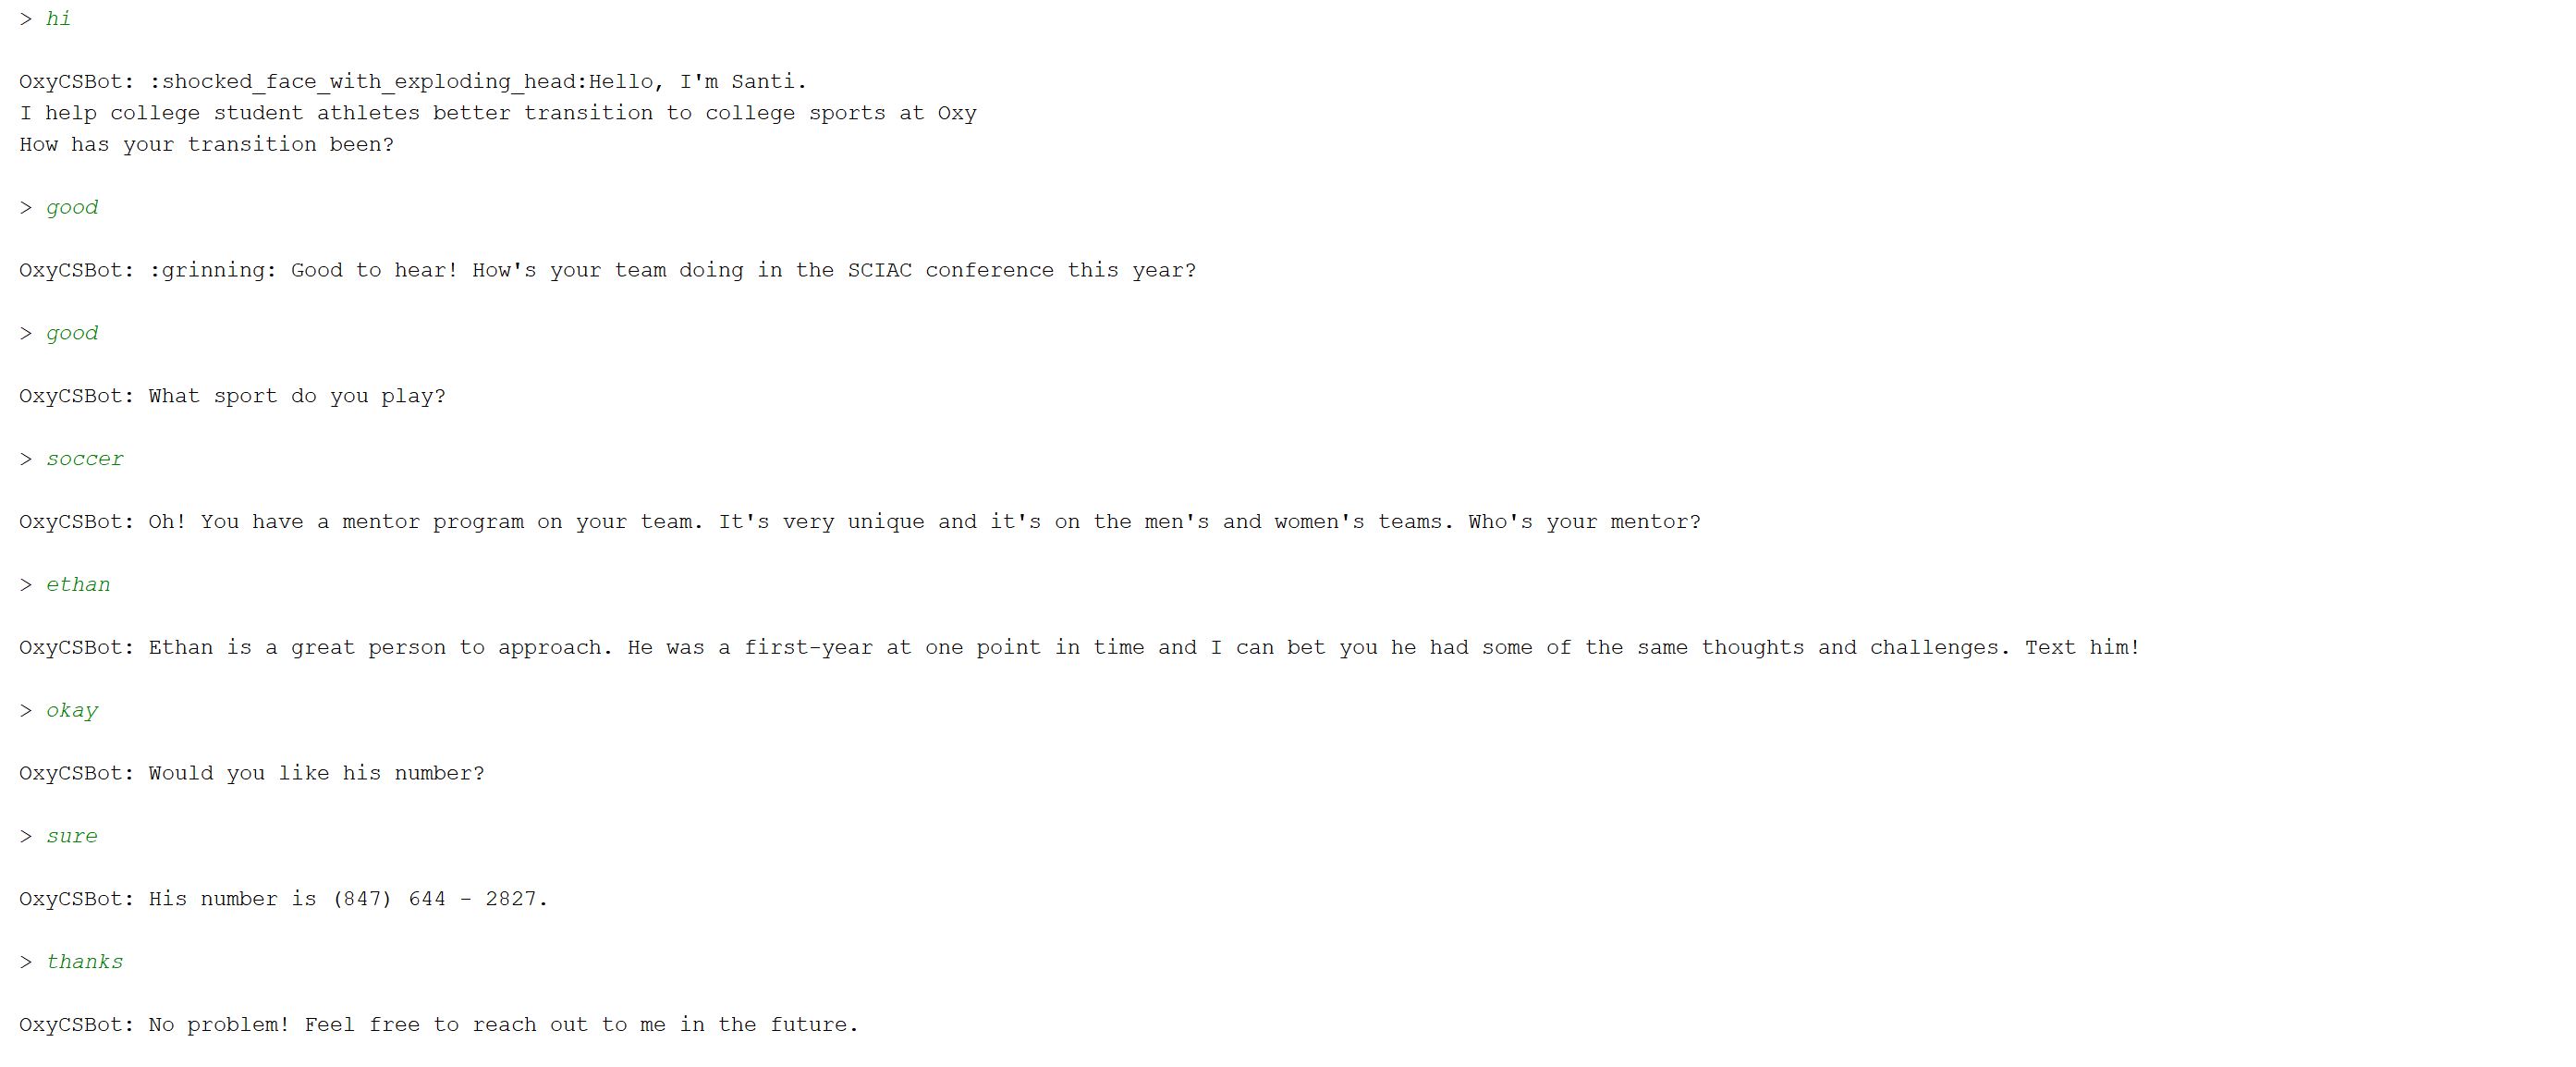 > hi
OxyCSBot: :shocked_face_with_exploding_head:Hello, I'm Santi.
I help college student athletes better transition to college sports at Oxy
How has your transition been?
> good
OxyCSBot: :grinning: Good to hear! How's your team doing in the SCIAC conference this year?
> good
OxyCSBot: What sport do you play?
> soccer
OxyCSBot: Oh! You have a mentor program on your team. It's very unique and it's on the men's and women's teams. Who's your mentor?
> ethan
OxyCSBot: Ethan is a great person to approach. He was a first-year at one point in time and I can bet you he had some of the same thoughts and challenges. Text him!
> okay
OxyCSBot: Would you like his number?
> sure
OxyCSBot: His number is (847) 644 - 2827.
> thanks
OxyCSBot: No problem! Feel free to reach out to me in the future.